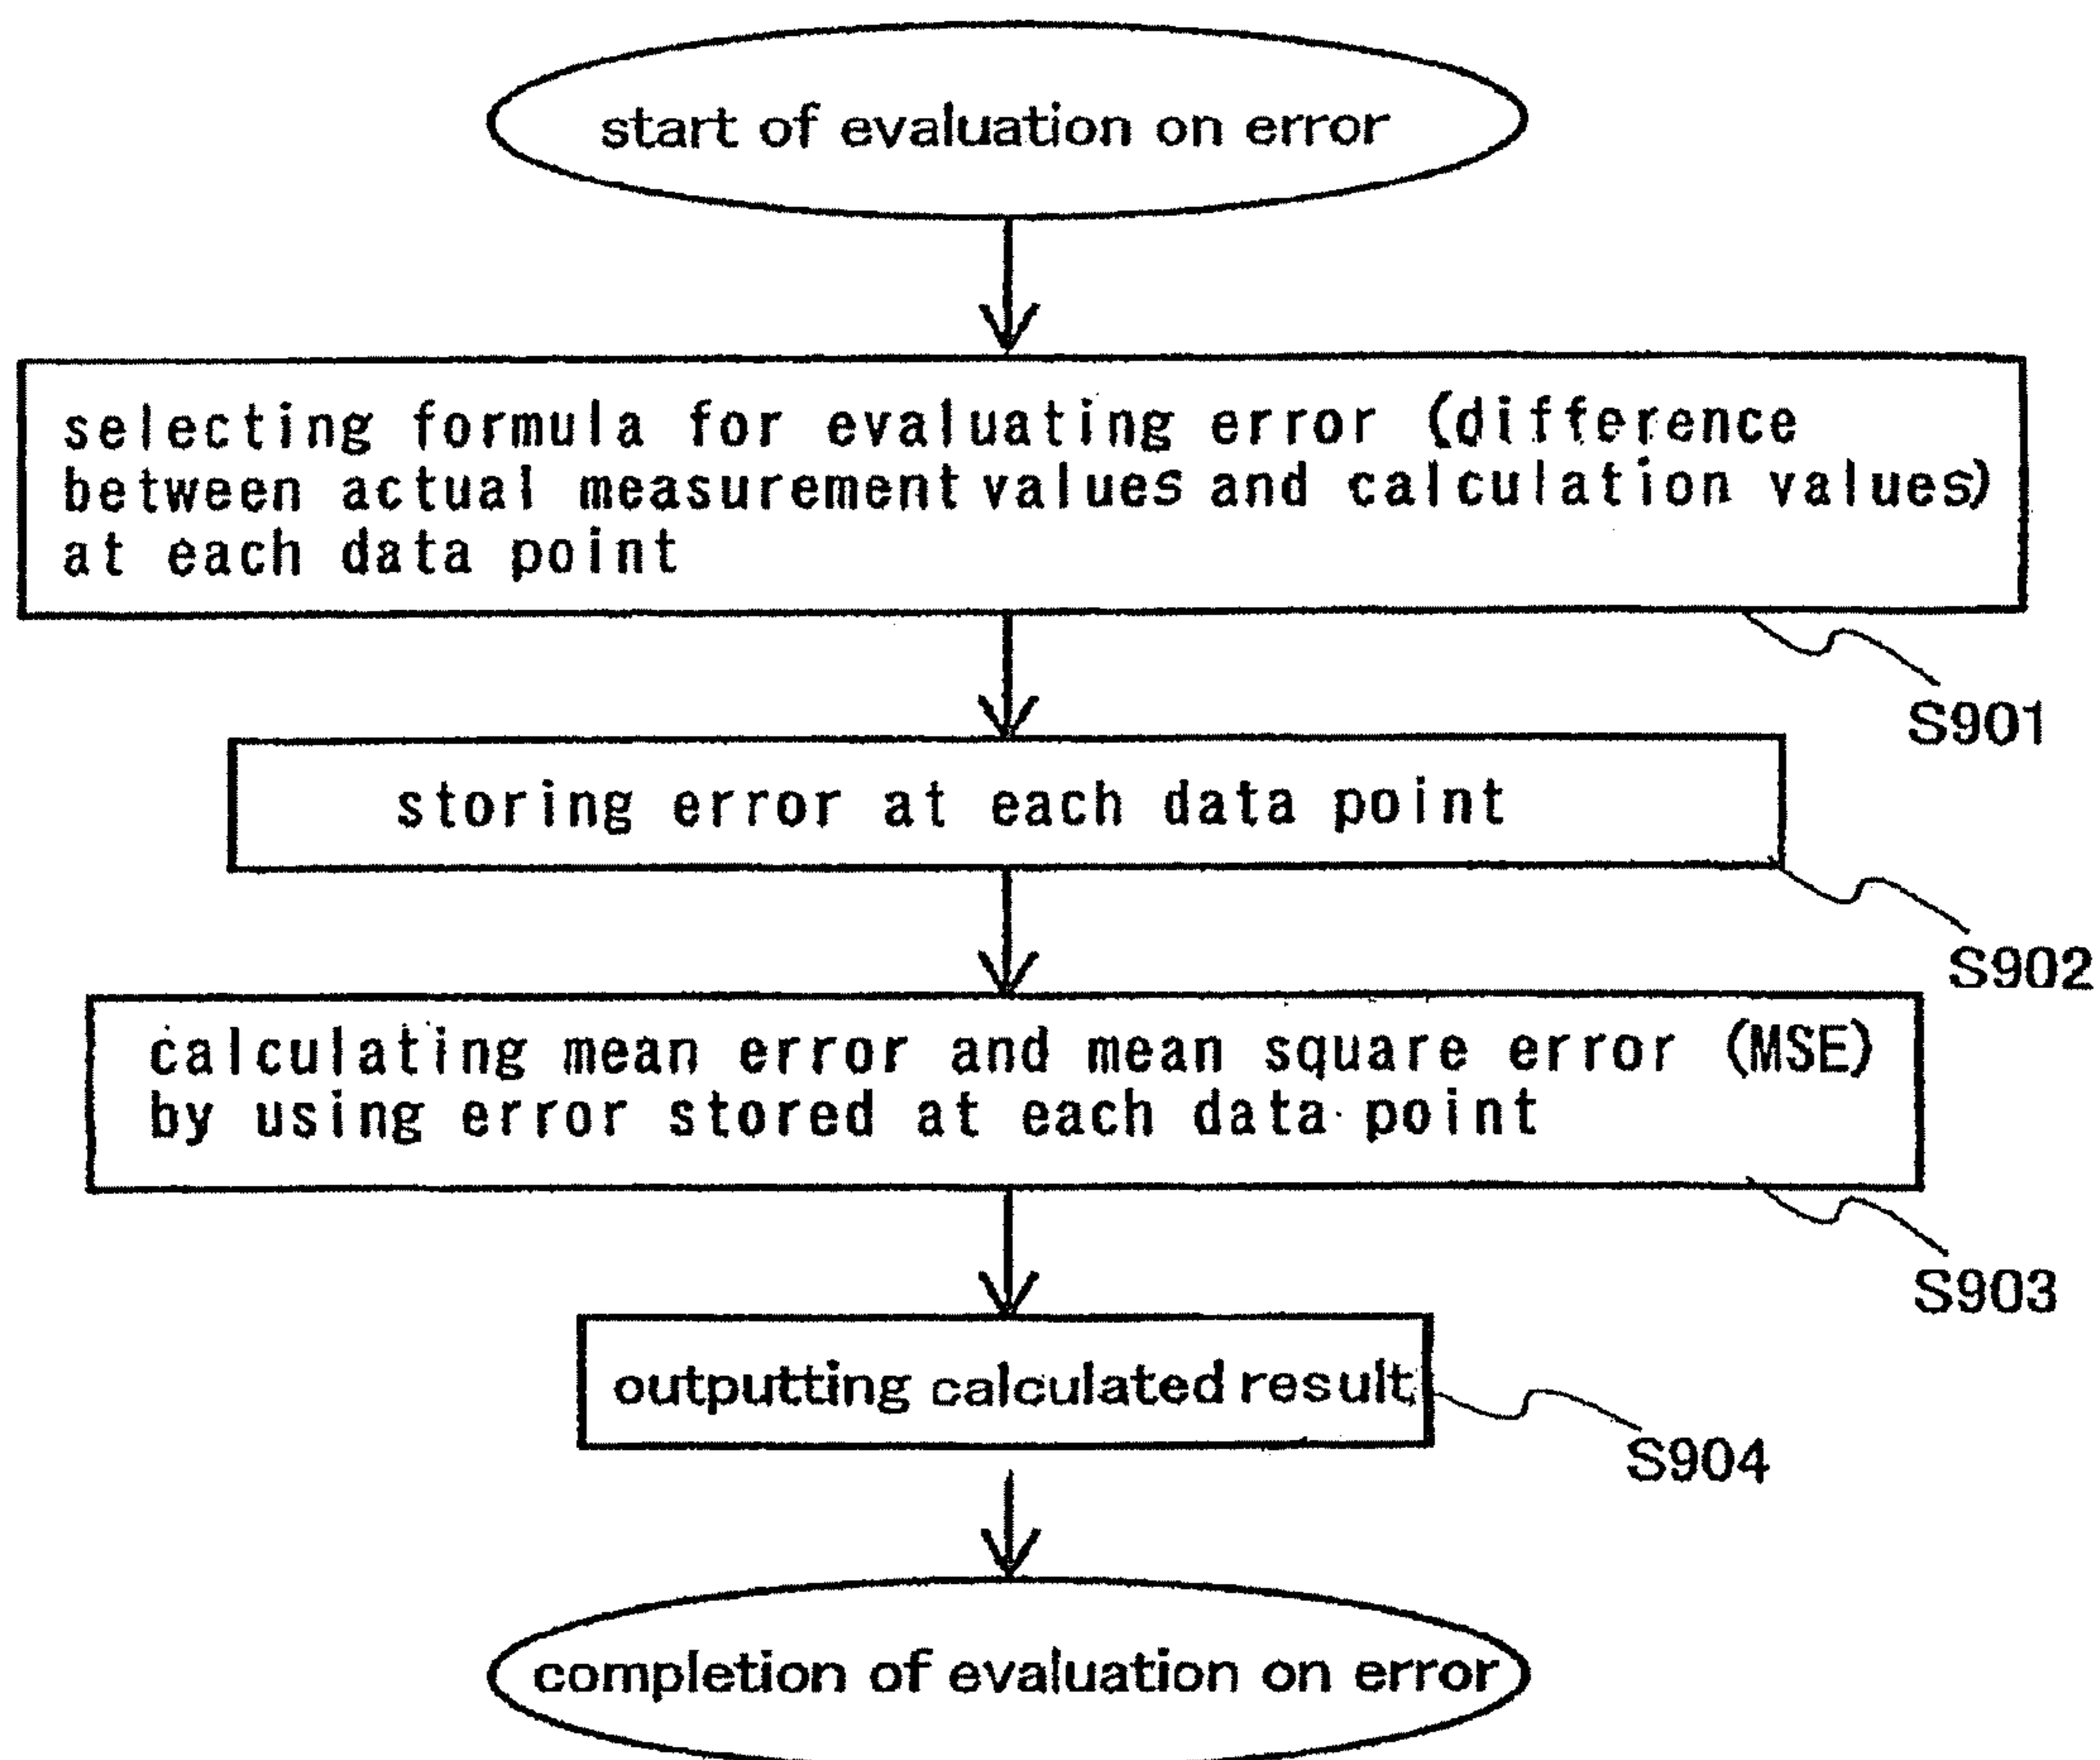 start of evaluation on error
selecting formula for evaluating error (difference
between actual measurement values and calculation values)
at each data point
S901
storing error at each data point
S902
calculating mean error and mean square error (MSE)
by using error stored at each data point
S903
outputting calculated result
S904
completion of evaluation on error